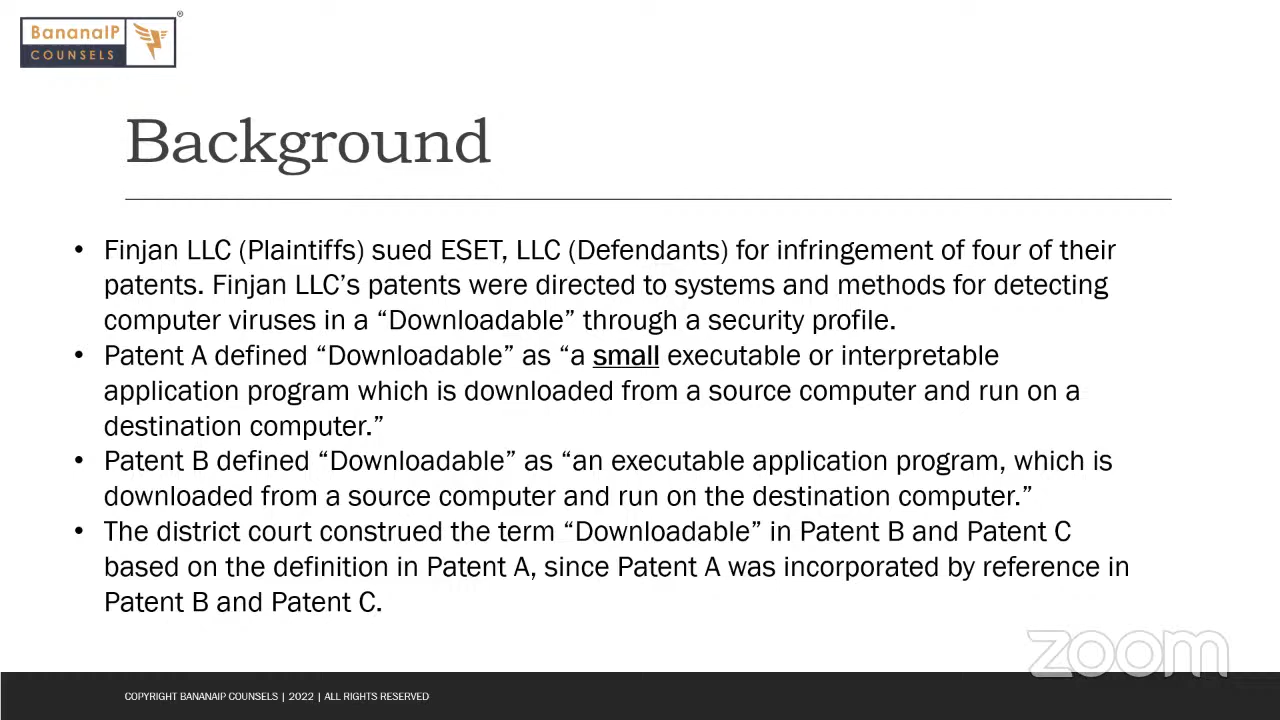 BananaIP
COUNSELS
®
Background
• Finjan LLC (Plaintiffs) sued ESET, LLC (Defendants) for infringement of four of their
patents. Finjan LLC’s patents were directed to systems and methods for detecting
computer viruses in a “Downloadable” through a security profile.
• Patent A defined “Downloadable” as “a small executable or interpretable
application program which is downloaded from a source computer and run on a
destination computer.”
• Patent B defined “Downloadable” as “an executable application program, which is
downloaded from a source computer and run on the destination computer.”
• The district court construed the term “Downloadable” in Patent B and Patent C
based on the definition in Patent A, since Patent A was incorporated by reference in
Patent B and Patent C.
zoom
COPYRIGHT BANANAIP COUNSELS | 2022 | ALL RIGHTS RESERVED